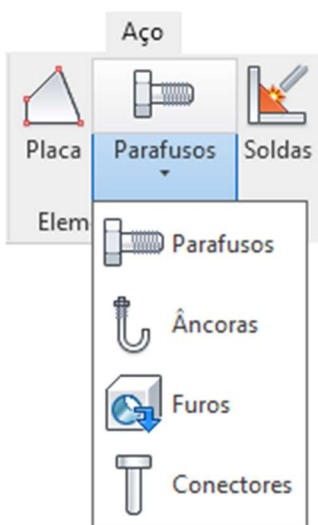 Aço
Placa Parafusos Soldas
Elem
Parafusos
Âncoras
Furos
Conectores